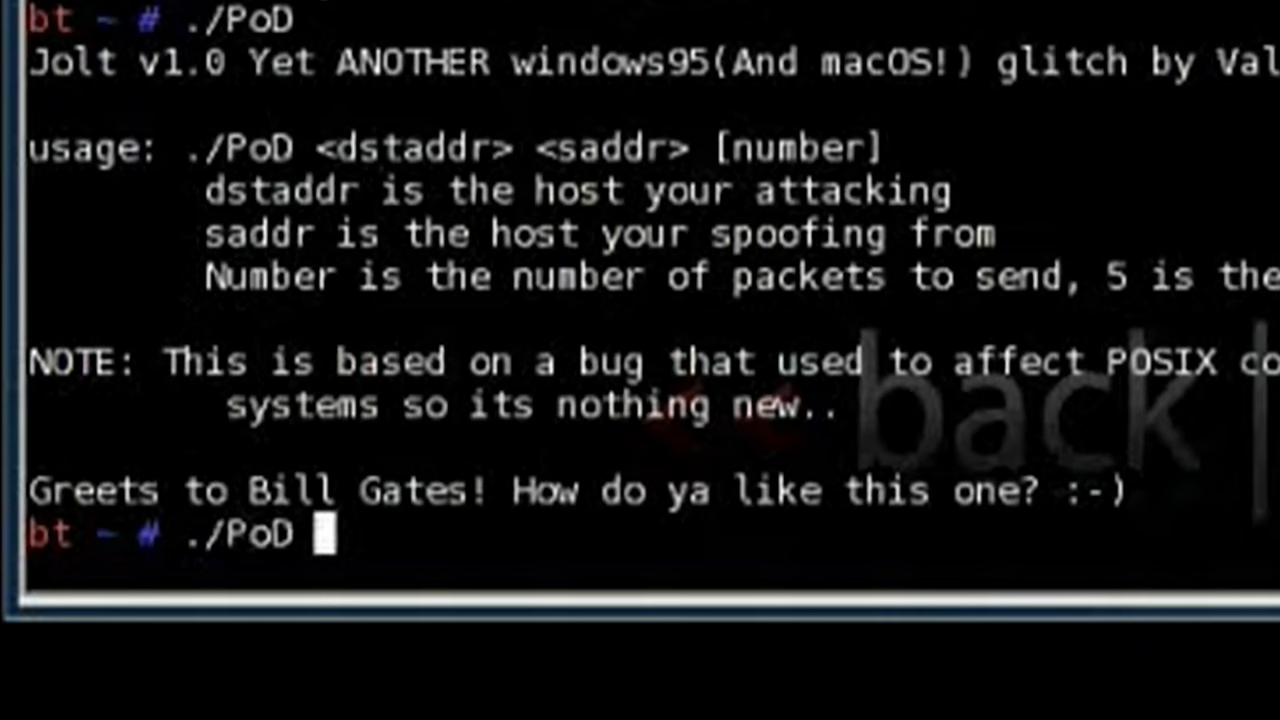 bt ~ # ./PoD
Jolt v1.0 Yet ANOTHER windows95(And macOS!) glitch by Val
usage: ./PoD <dstaddr> <saddr> [number]
dstaddr is the host your attacking
saddr is the host your spoofing from
Number is the number of packets to send, 5 is the
NOTE: This is based on a bug that used to affect POSIX co
systems so its nothing new..
<< back |
Greets to Bill Gates! How do ya like this one? :-)
bt ~ # ./PoD